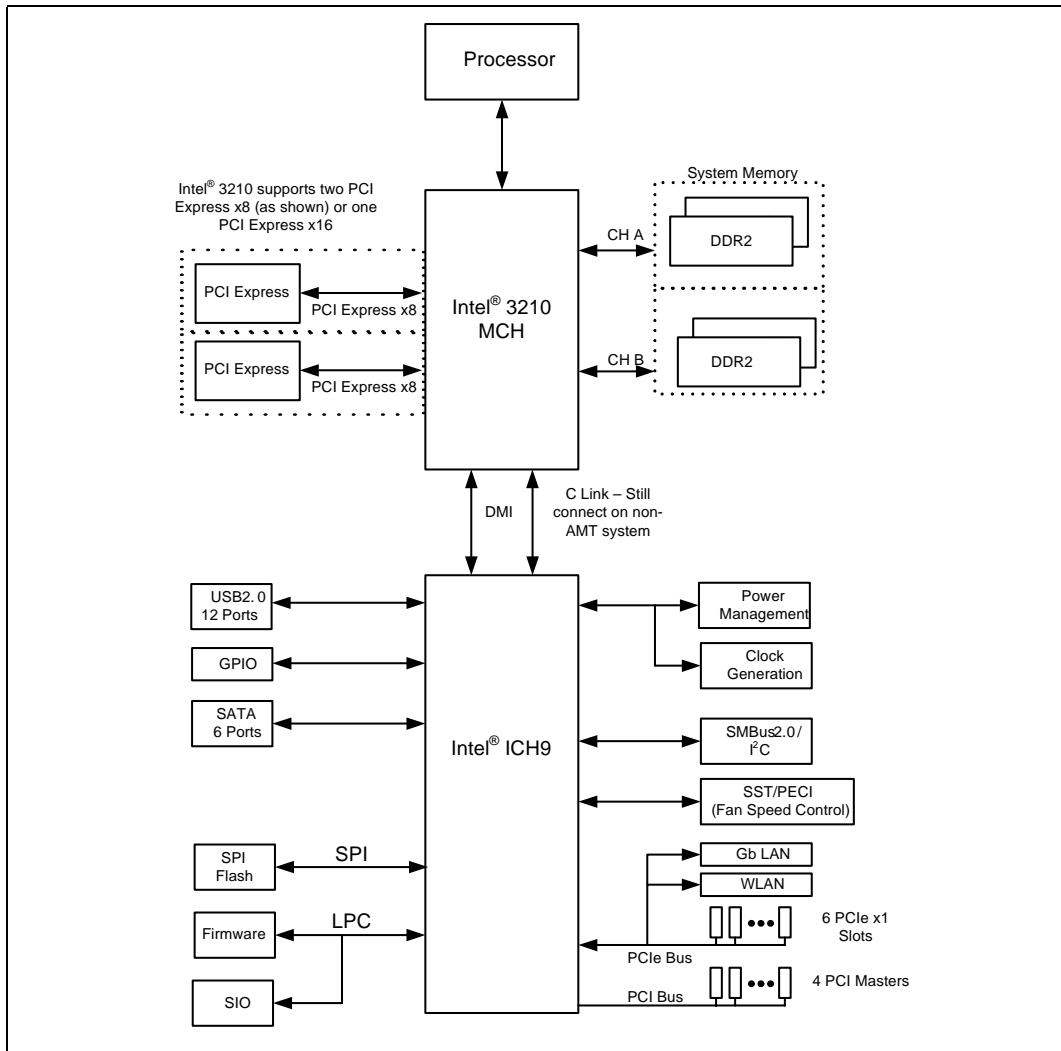 Processor
Intel® 3210 supports two PCI
Express x8 (as shown) or one
PCI Express x16
System Memory
CH A
DDR2
PCI Express
PCI Express x8
Intel® 3210
MCH
PCI Express
PCI Express x8
CH B
DDR2
DMI
C Link – Still
connect on non-
AMT system
USB2.0
12 Ports
GPIO
SATA
6 Ports
Intel® ICH9
Power
Management
Clock
Generation
SMBus2.0/
I²C
SST/PECI
(Fan Speed Control)
SPI
Flash
SPI
Gb LAN
WLAN
Firmware
LPC
SIO
6 PCIe x1
Slots
PCIe Bus
PCI Bus
4 PCI Masters